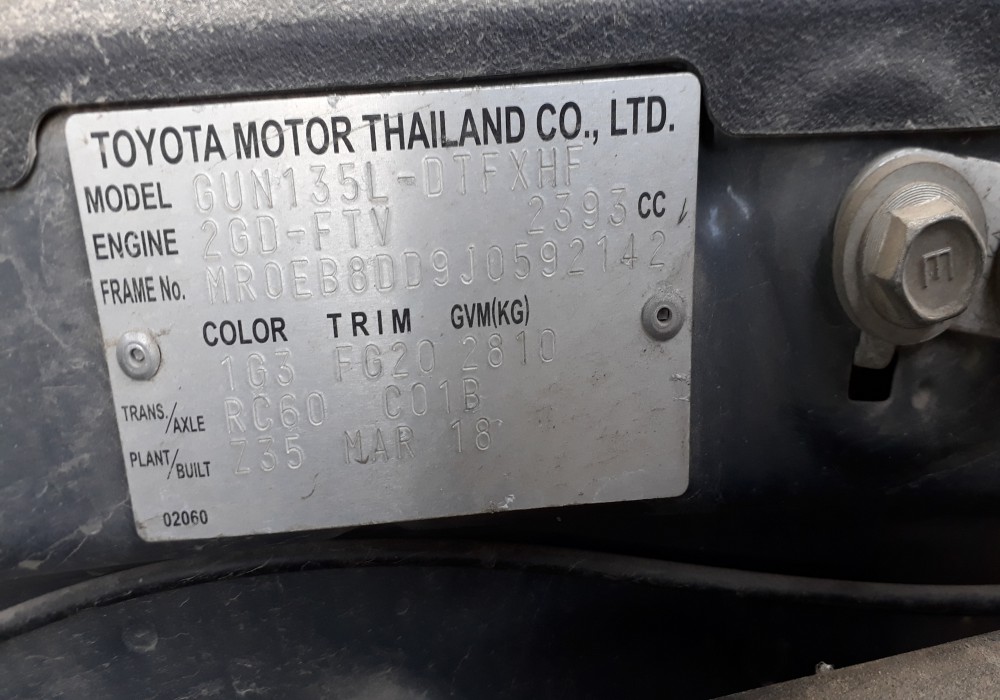 TOYOTA MOTOR THAILAND CO., LTD.
MODEL GUN135L-DTFXHF
ENGINE 2GD-FTV 2393 CC
FRAME No. MR0EB8DD9J0592142
COLOR TRIM GVM(KG)
1G3 FG20 2810
TRANS./AXLE RC60 C01B
PLANT/BUILT Z35 MAR 18
02060
E